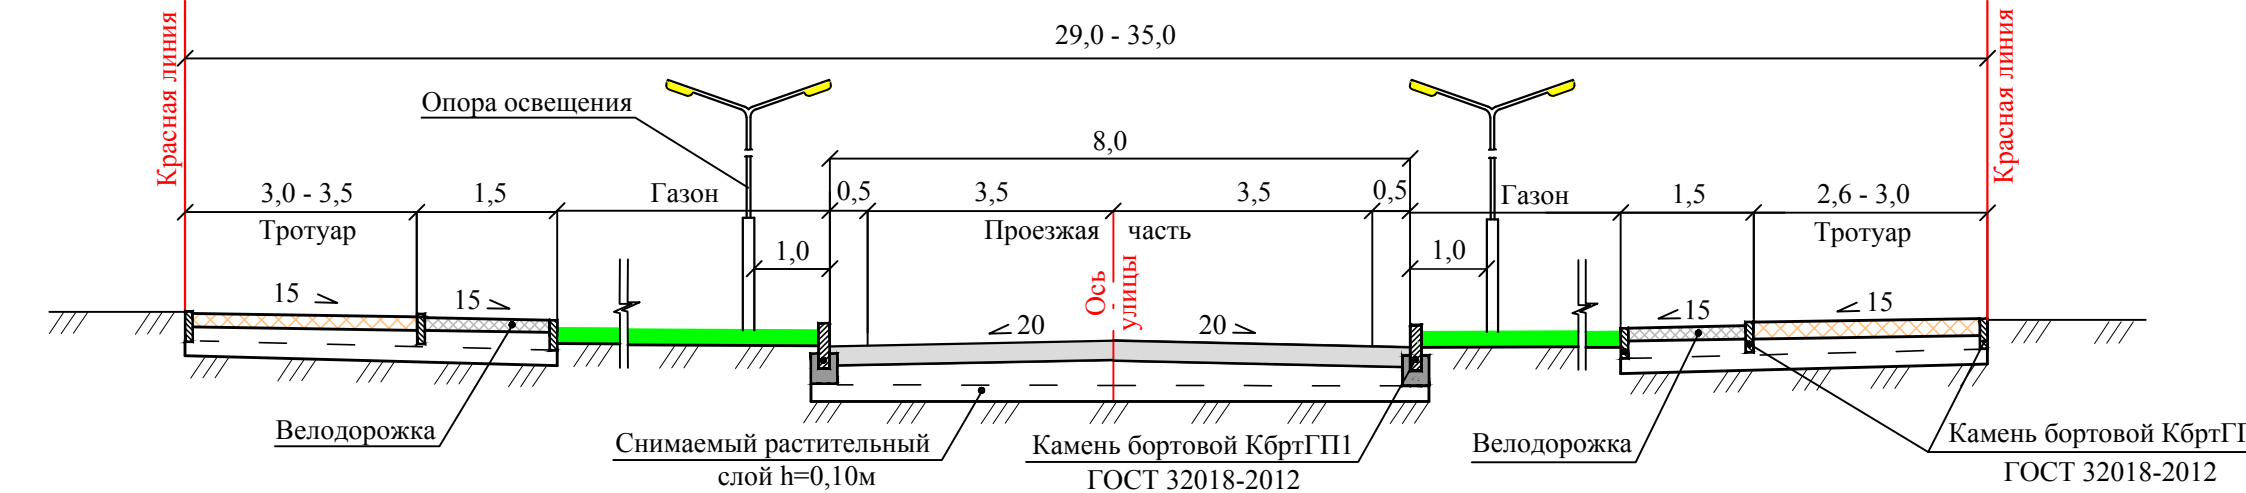 29,0 - 35,0
Красная линия
Красная линия
Опора освещения
8,0
3,0 - 3,5
1,5
Газон
0,5
3,5
3,5
0,5
Газон
1,5
2,6 - 3,0
Тротуар
Проезжая часть
Тротуар
1,0
1,0
Ось
улицы
15
15
20
20
15
15
Велодорожка
Снимаемый растительный
слой h=0,10м
Камень бортовой КбртГП1
ГОСТ 32018-2012
Велодорожка
Камень бортовой КбртГ
ГОСТ 32018-2012